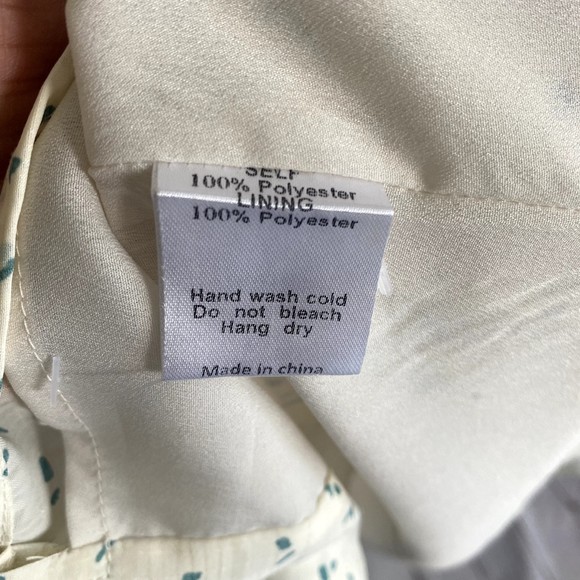 SELF
100% Polyester
LINING
100% Polyester
Hand wash cold
Do not bleach
Hang dry
Made in china